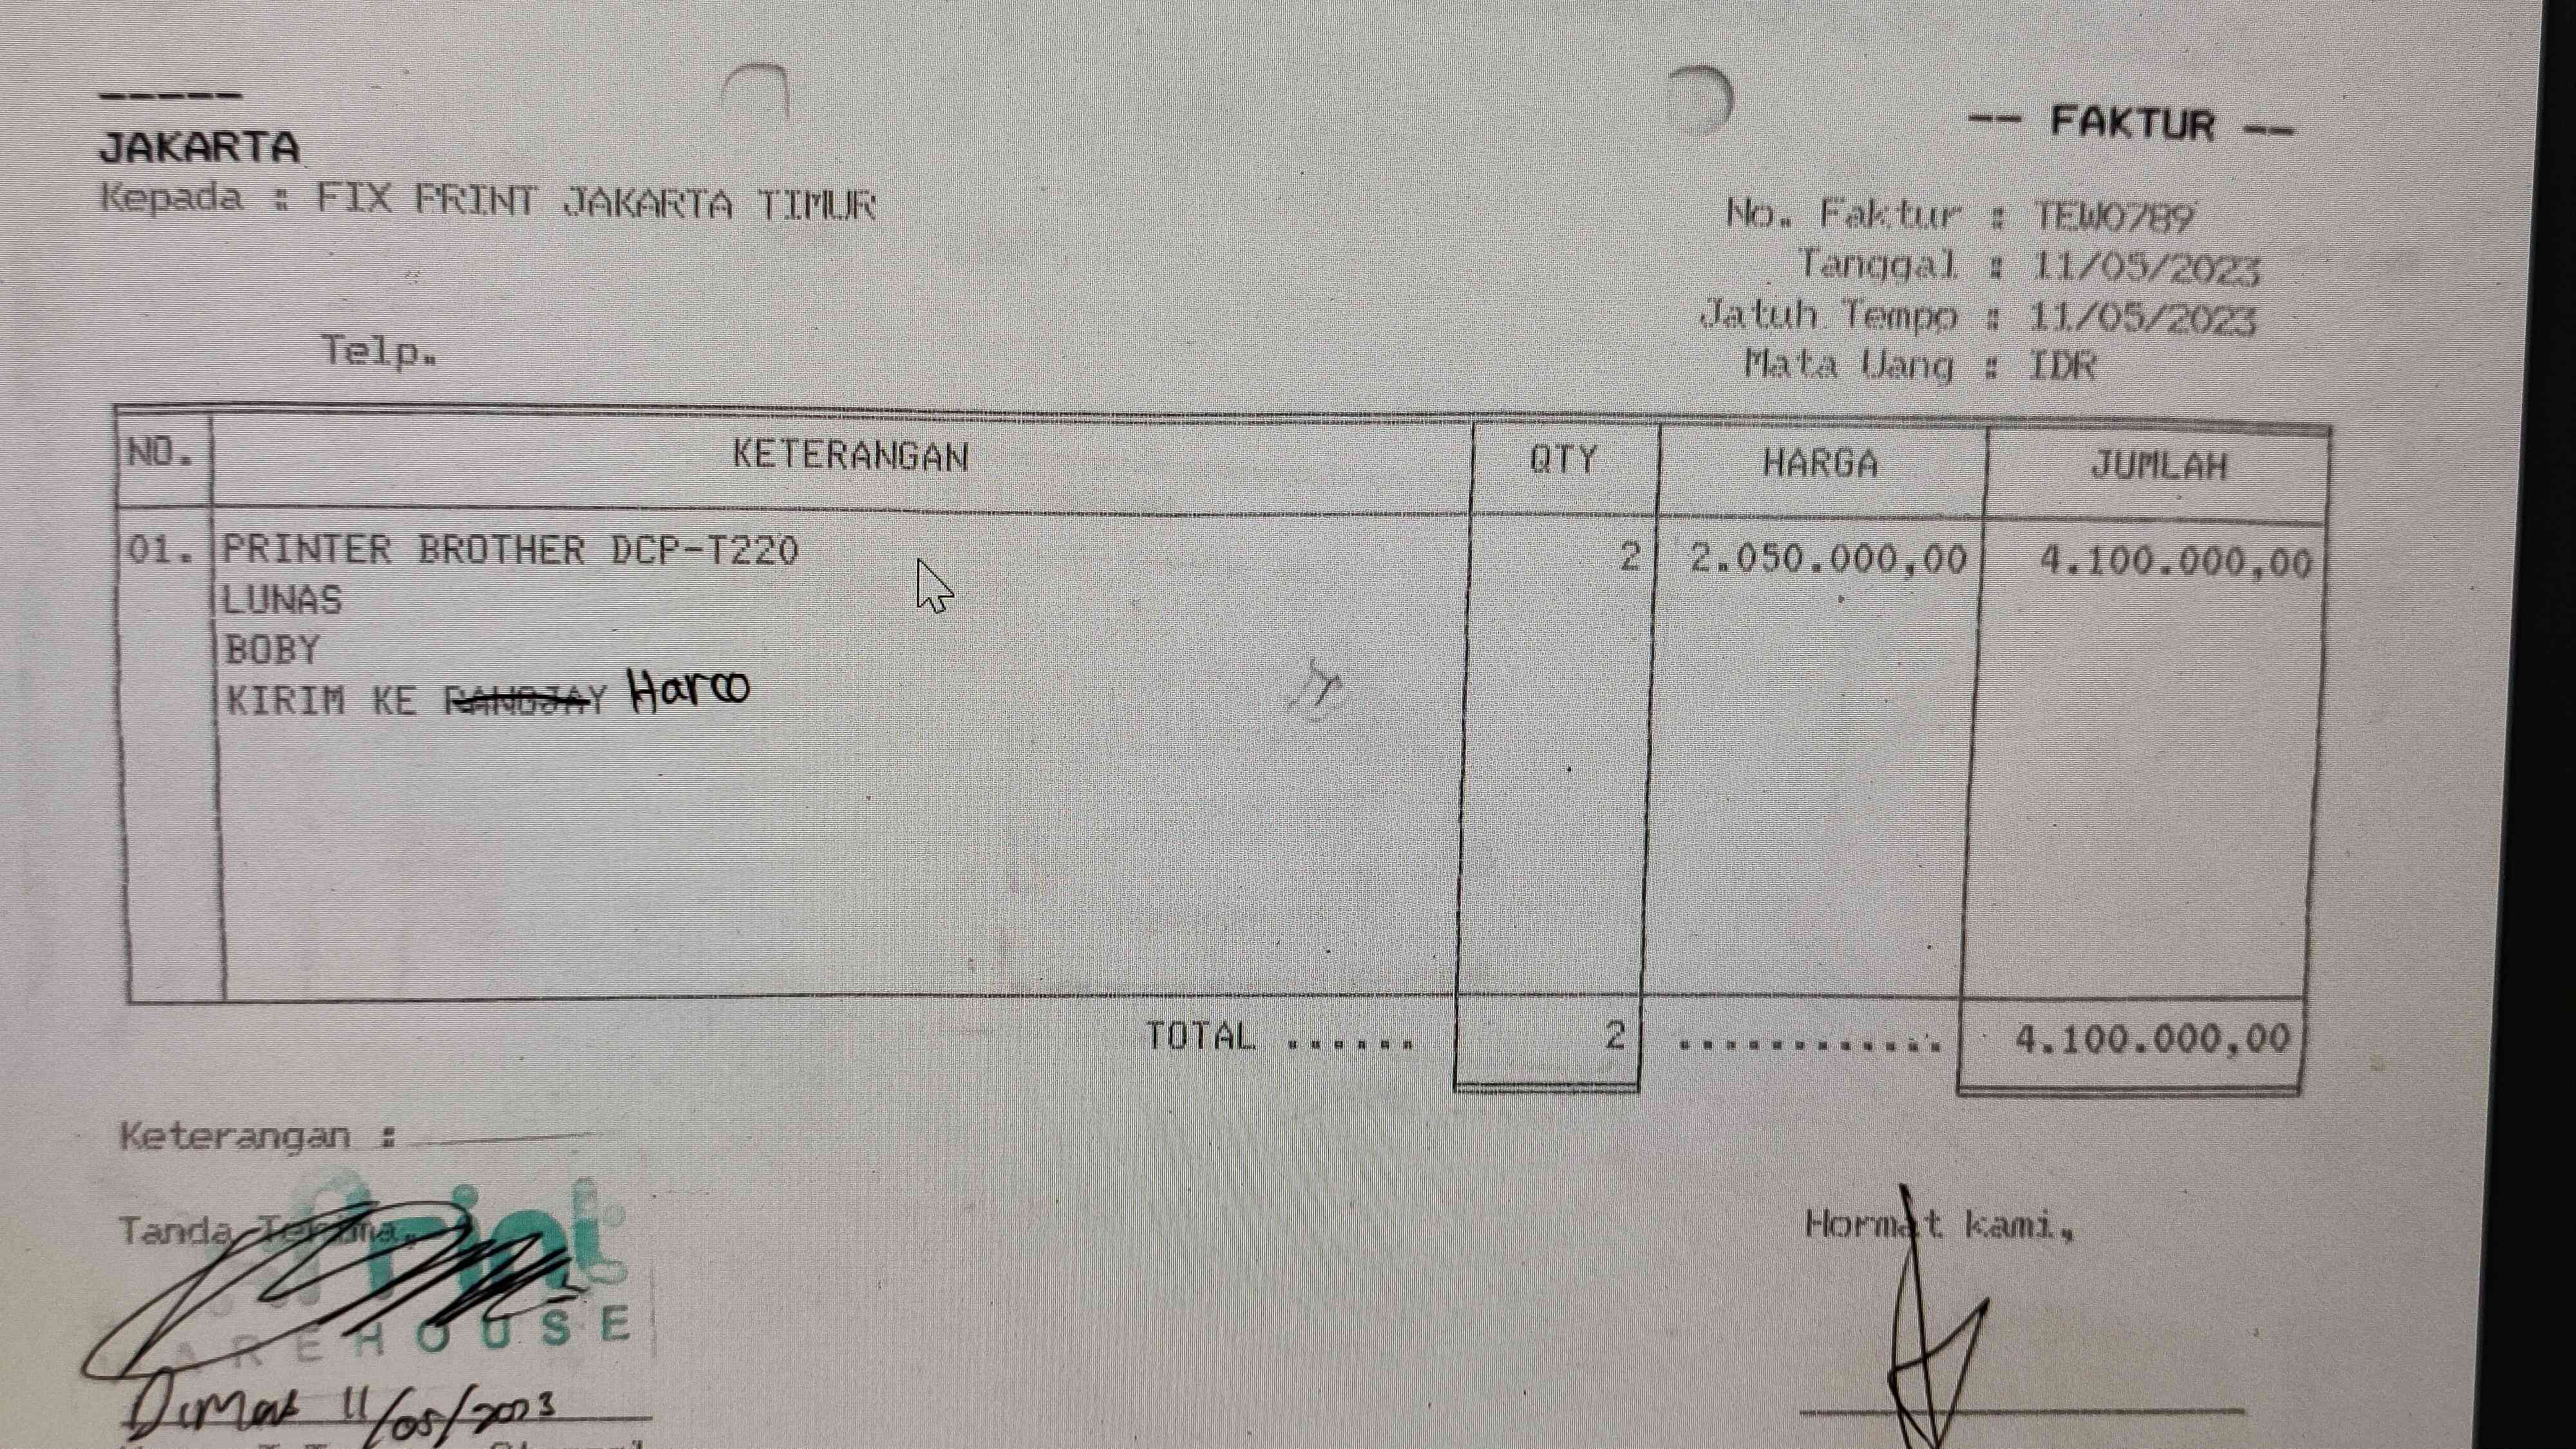 -----
JAKARTA
-- FAKTUR --
Kepada : FIX PRINT JAKARTA TIMUR
No. Faktur : TEW0789
Tanggal : 11/05/2023
Jatuh Tempo : 11/05/2023
Telp.
Mata Uang : IDR
NO. KETERANGAN QTY HARGA JUMLAH
01. PRINTER BROTHER DCP-T220 2 2.050.000,00 4.100.000,00
LUNAS
BOBY
KIRIM KE Harco
TOTAL ...... 2 ............ 4.100.000,00
Keterangan :
Tanda Terima,
Hormat kami,
Print
WAREHOUSE
Dimas 11/05/2023